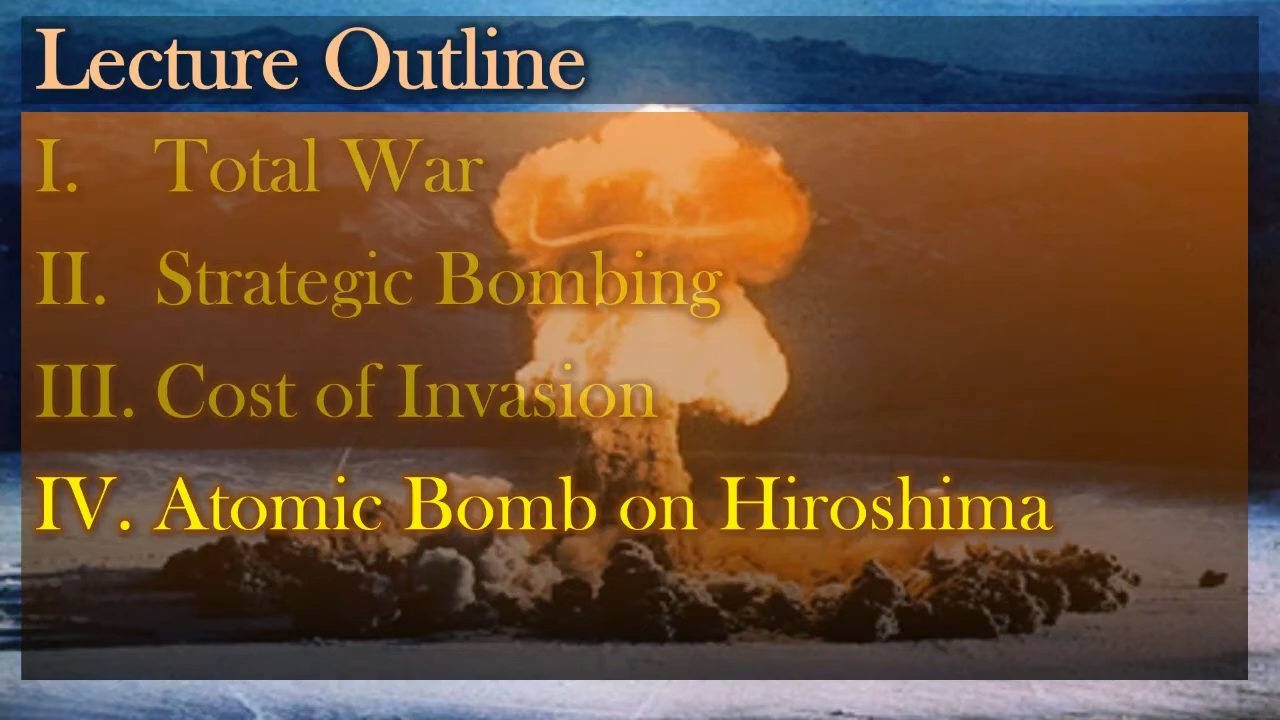 Lecture Outline
I. Total War
II. Strategic Bombing
III. Cost of Invasion
IV. Atomic Bomb on Hiroshima